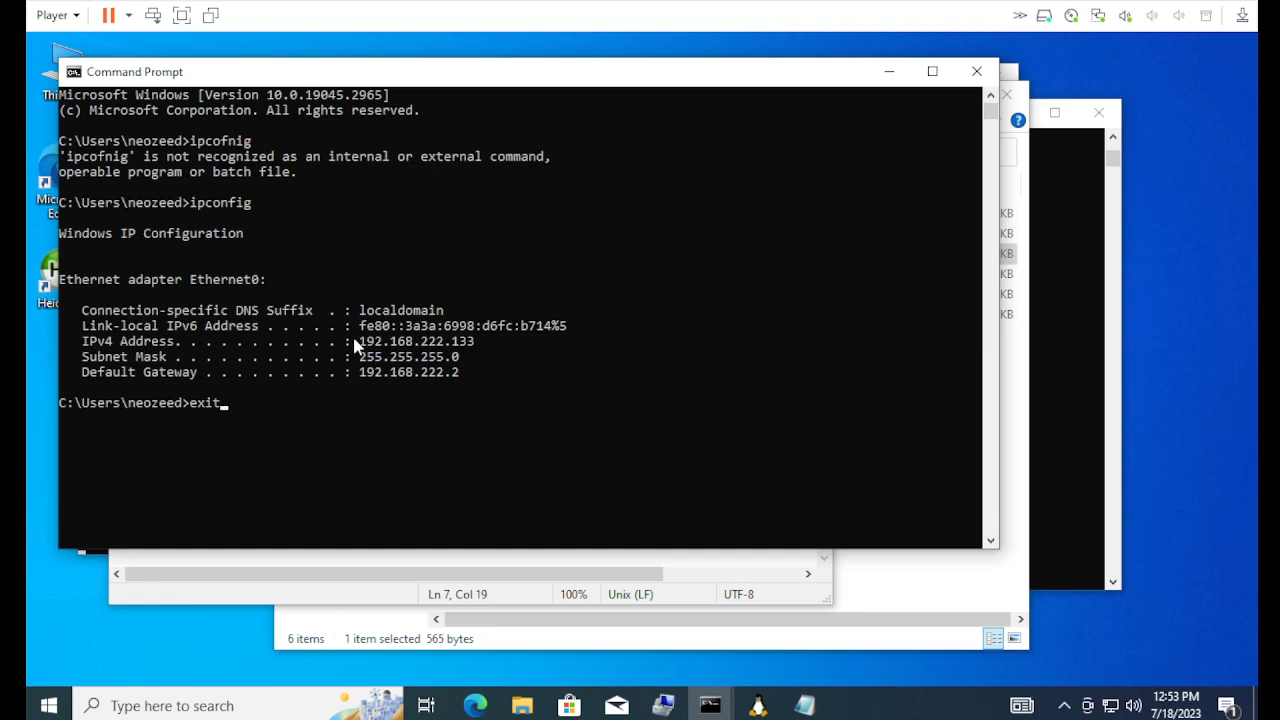 Player
Command Prompt
Microsoft Windows [Version 10.0.19045.2965]
(c) Microsoft Corporation. All rights reserved.
C:\Users\neozeed>ipcofnig
'ipcofnig' is not recognized as an internal or external command,
operable program or batch file.
C:\Users\neozeed>ipconfig
Windows IP Configuration
Ethernet adapter Ethernet0:
Connection-specific DNS Suffix . : localdomain
Link-local IPv6 Address . . . . . : fe80::3a3a:6998:d6fc:b714%5
IPv4 Address. . . . . . . . . . . : 192.168.222.133
Subnet Mask . . . . . . . . . . . : 255.255.255.0
Default Gateway . . . . . . . . . : 192.168.222.2
C:\Users\neozeed>exit
Thi
Mic
Ed
Hei
KB
KB
KB
KB
KB
KB
Ln 7, Col 19
100%
Unix (LF)
UTF-8
6 items
1 item selected 565 bytes
Type here to search
12:53 PM
7/18/2023
1